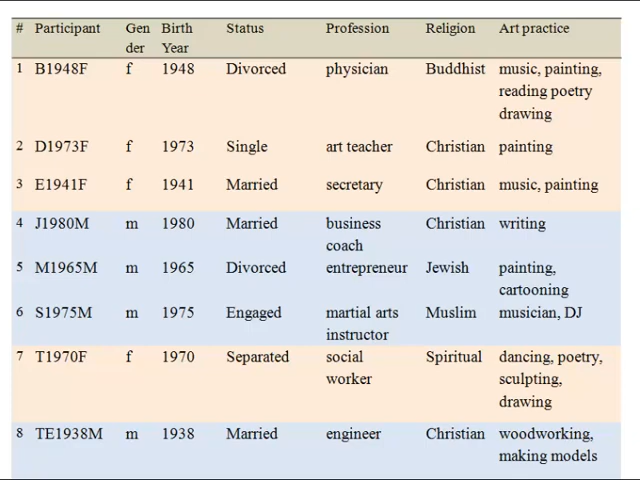 # Participant Gen Birth Status Profession Religion Art practice
der Year
1 B1948F f 1948 Divorced physician Buddhist music, painting,
reading poetry
drawing
2 D1973F f 1973 Single art teacher Christian painting
3 E1941F f 1941 Married secretary Christian music, painting
4 J1980M m 1980 Married business Christian writing
coach
5 M1965M m 1965 Divorced entrepreneur Jewish painting,
cartooning
6 S1975M m 1975 Engaged martial arts Muslim musician, DJ
instructor
7 T1970F f 1970 Separated social Spiritual dancing, poetry,
worker sculpting,
drawing
8 TE1938M m 1938 Married engineer Christian woodworking,
making models